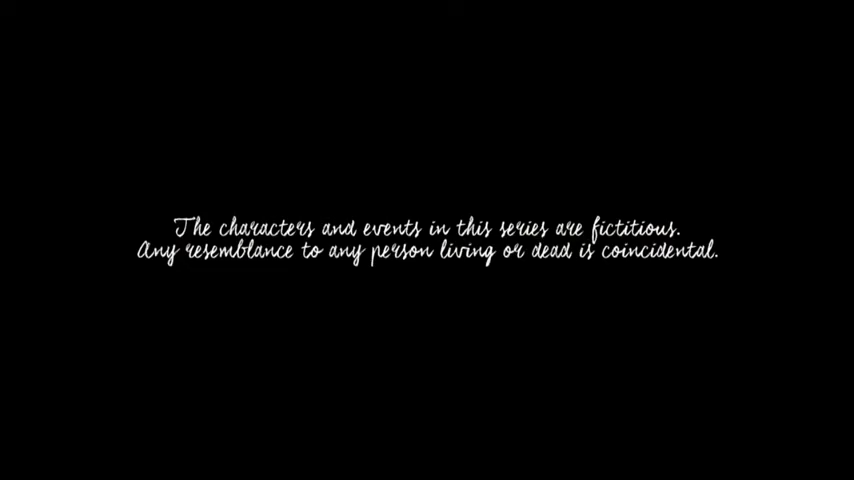 The characters and events in this series are fictitious.
Any resemblance to any person living or dead is coincidental.